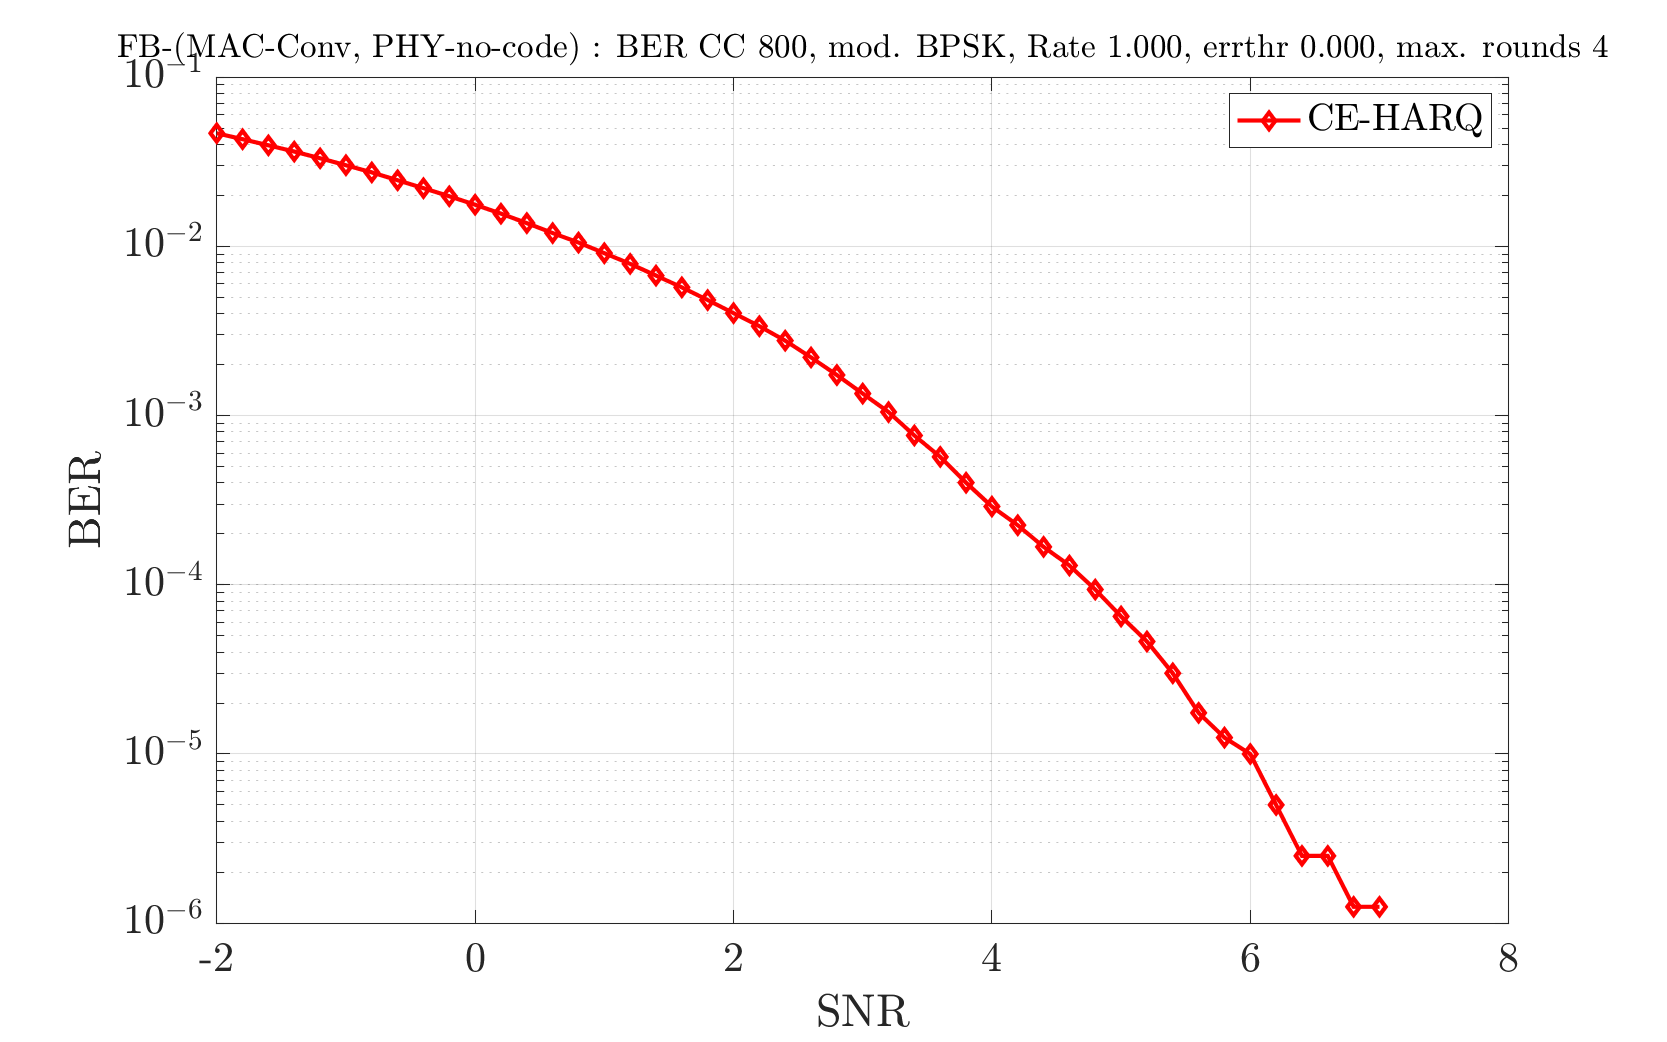 FB-(MAC-Conv, PHY-no-code) : BER CC 800, mod. BPSK, Rate 1.000, errthr 0.000, max. rounds 4
CE-HARQ
10^{-1}
10^{-2}
10^{-3}
10^{-4}
10^{-5}
10^{-6}
BER
-2 0 2 4 6 8
SNR